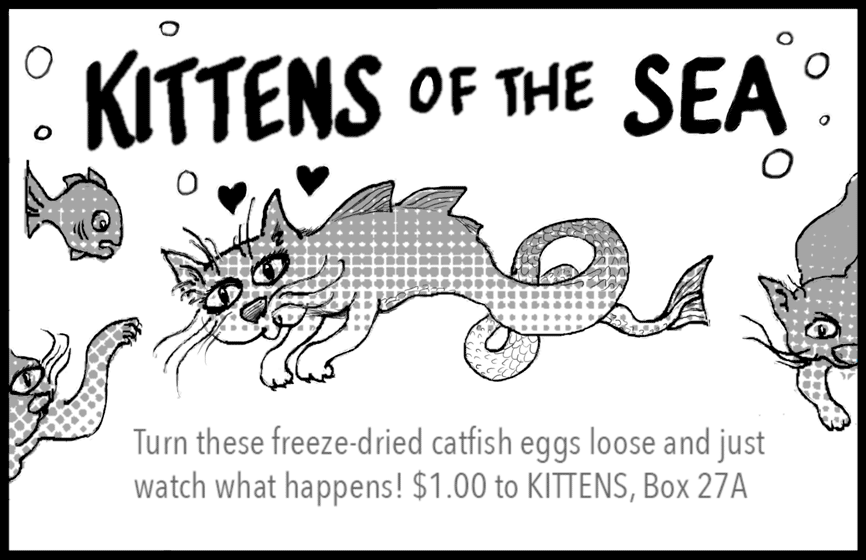 KITTENS OF THE SEA
Turn these freeze-dried catfish eggs loose and just
watch what happens! $1.00 to KITTENS, Box 27A